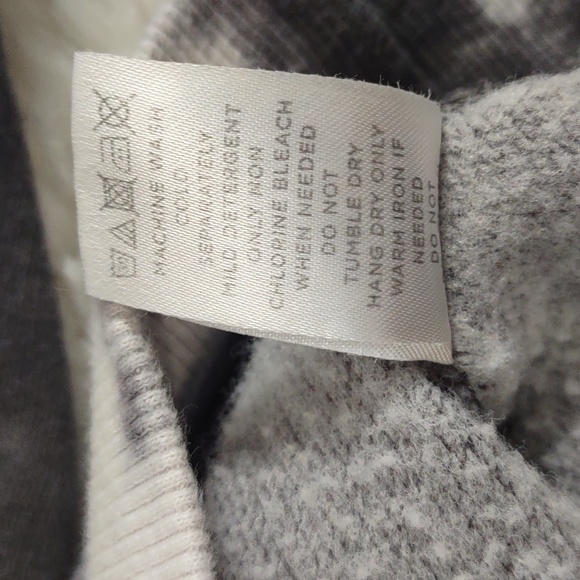 MACHINE WASH
COLD
SEPARATELY
MILD DETERGENT
ONLY NON
CHLORINE BLEACH
WHEN NEEDED
DO NOT
TUMBLE DRY
HANG DRY ONLY
WARM IRON IF
NEEDED
DO NOT